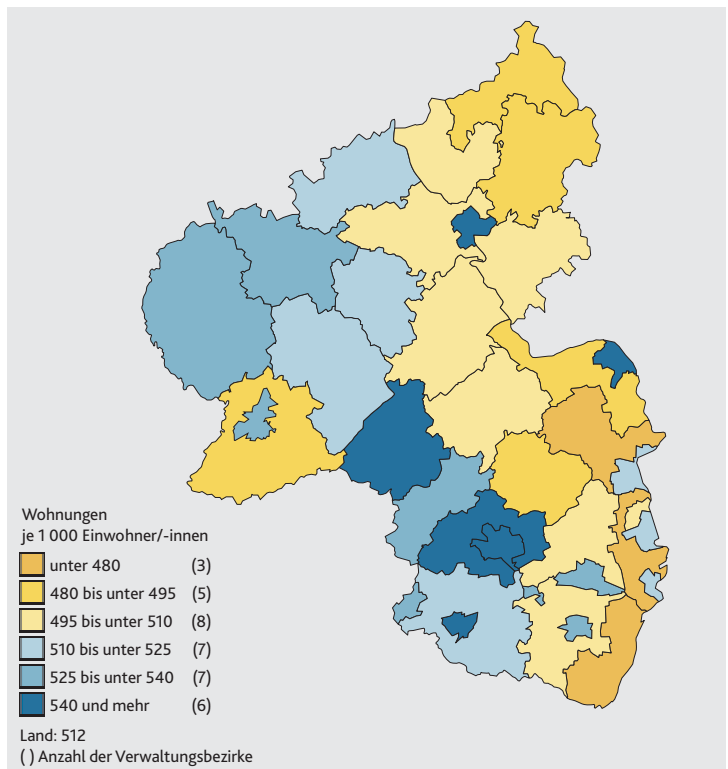 Wohnungen
je 1 000 Einwohner/-innen
unter 480 (3)
480 bis unter 495 (5)
495 bis unter 510 (8)
510 bis unter 525 (7)
525 bis unter 540 (7)
540 und mehr (6)
Land: 512
( ) Anzahl der Verwaltungsbezirke